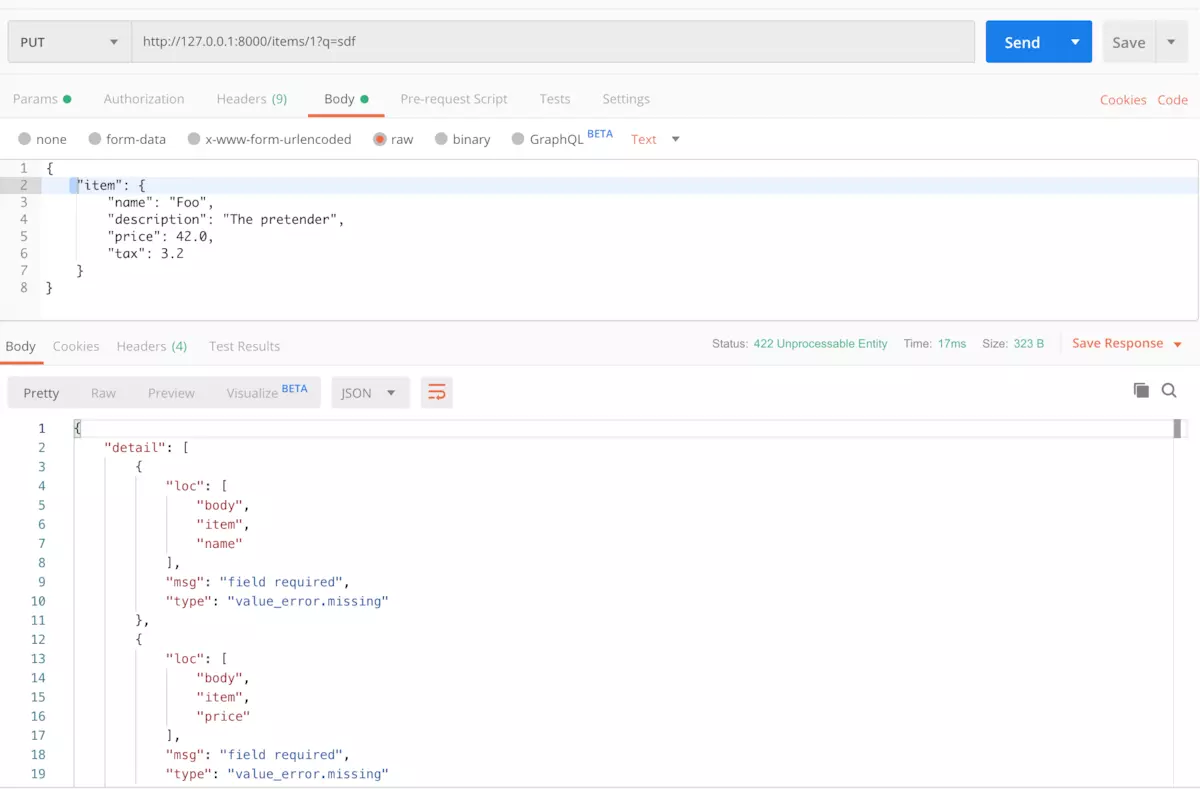 PUT http://127.0.0.1:8000/items/1?q=sdf Send Save
Params Authorization Headers (9) Body Pre-request Script Tests Settings Cookies Code
none form-data x-www-form-urlencoded raw binary GraphQL BETA Text
1 {
2 "item": {
3 "name": "Foo",
4 "description": "The pretender",
5 "price": 42.0,
6 "tax": 3.2
7 }
8 }
Body Cookies Headers (4) Test Results Status: 422 Unprocessable Entity Time: 17ms Size: 323 B Save Response
Pretty Raw Preview Visualize BETA JSON
1 {
2 "detail": [
3 {
4 "loc": [
5 "body",
6 "item",
7 "name"
8 ],
9 "msg": "field required",
10 "type": "value_error.missing"
11 },
12 {
13 "loc": [
14 "body",
15 "item",
16 "price"
17 ],
18 "msg": "field required",
19 "type": "value_error.missing"